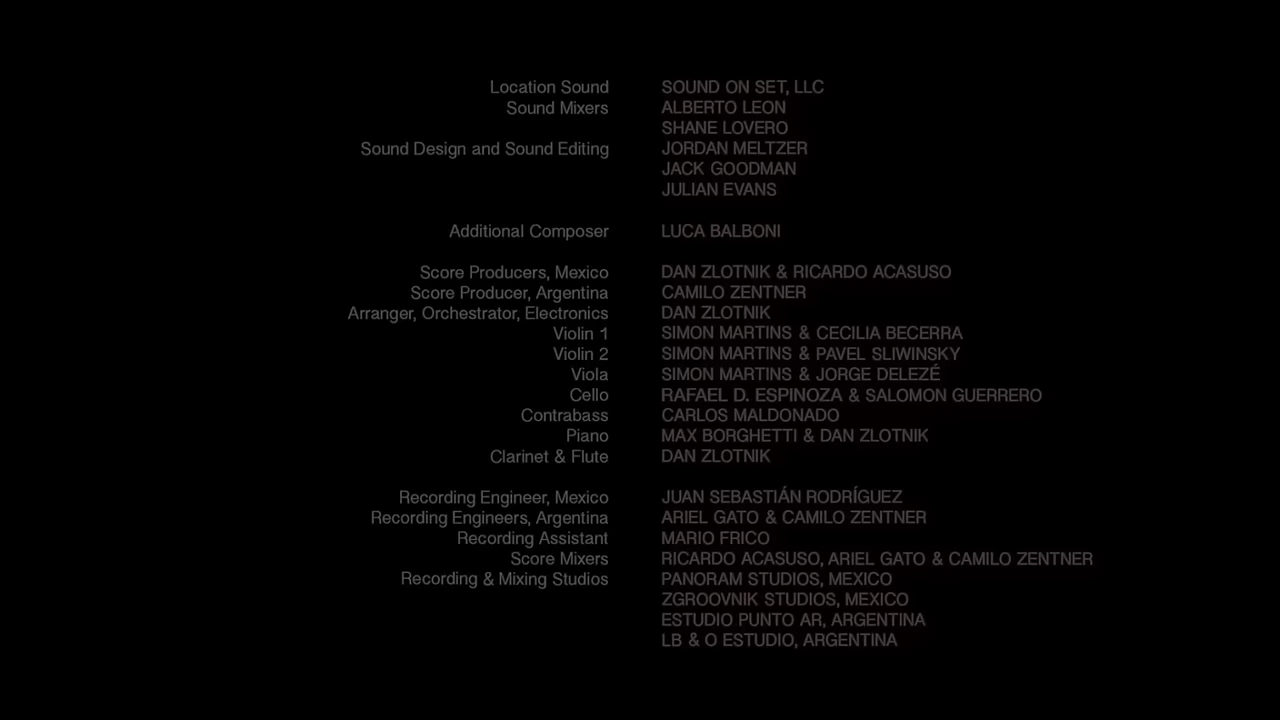 Location Sound SOUND ON SET, LLC
Sound Mixers ALBERTO LEON
SHANE LOVERO
Sound Design and Sound Editing JORDAN MELTZER
JACK GOODMAN
JULIAN EVANS
Additional Composer LUCA BALBONI
Score Producers, Mexico DAN ZLOTNIK & RICARDO ACASUSO
Score Producer, Argentina CAMILO ZENTNER
Arranger, Orchestrator, Electronics DAN ZLOTNIK
Violin 1 SIMON MARTINS & CECILIA BECERRA
Violin 2 SIMON MARTINS & PAVEL SLIWINSKY
Viola SIMON MARTINS & JORGE DELEZÉ
Cello RAFAEL D. ESPINOZA & SALOMON GUERRERO
Contrabass CARLOS MALDONADO
Piano MAX BORGHETTI & DAN ZLOTNIK
Clarinet & Flute DAN ZLOTNIK
Recording Engineer, Mexico JUAN SEBASTIÁN RODRÍGUEZ
Recording Engineers, Argentina ARIEL GATO & CAMILO ZENTNER
Recording Assistant MARIO FRICO
Score Mixers RICARDO ACASUSO, ARIEL GATO & CAMILO ZENTNER
Recording & Mixing Studios PANORAM STUDIOS, MEXICO
ZGROOVNIK STUDIOS, MEXICO
ESTUDIO PUNTO AR, ARGENTINA
LB & O ESTUDIO, ARGENTINA